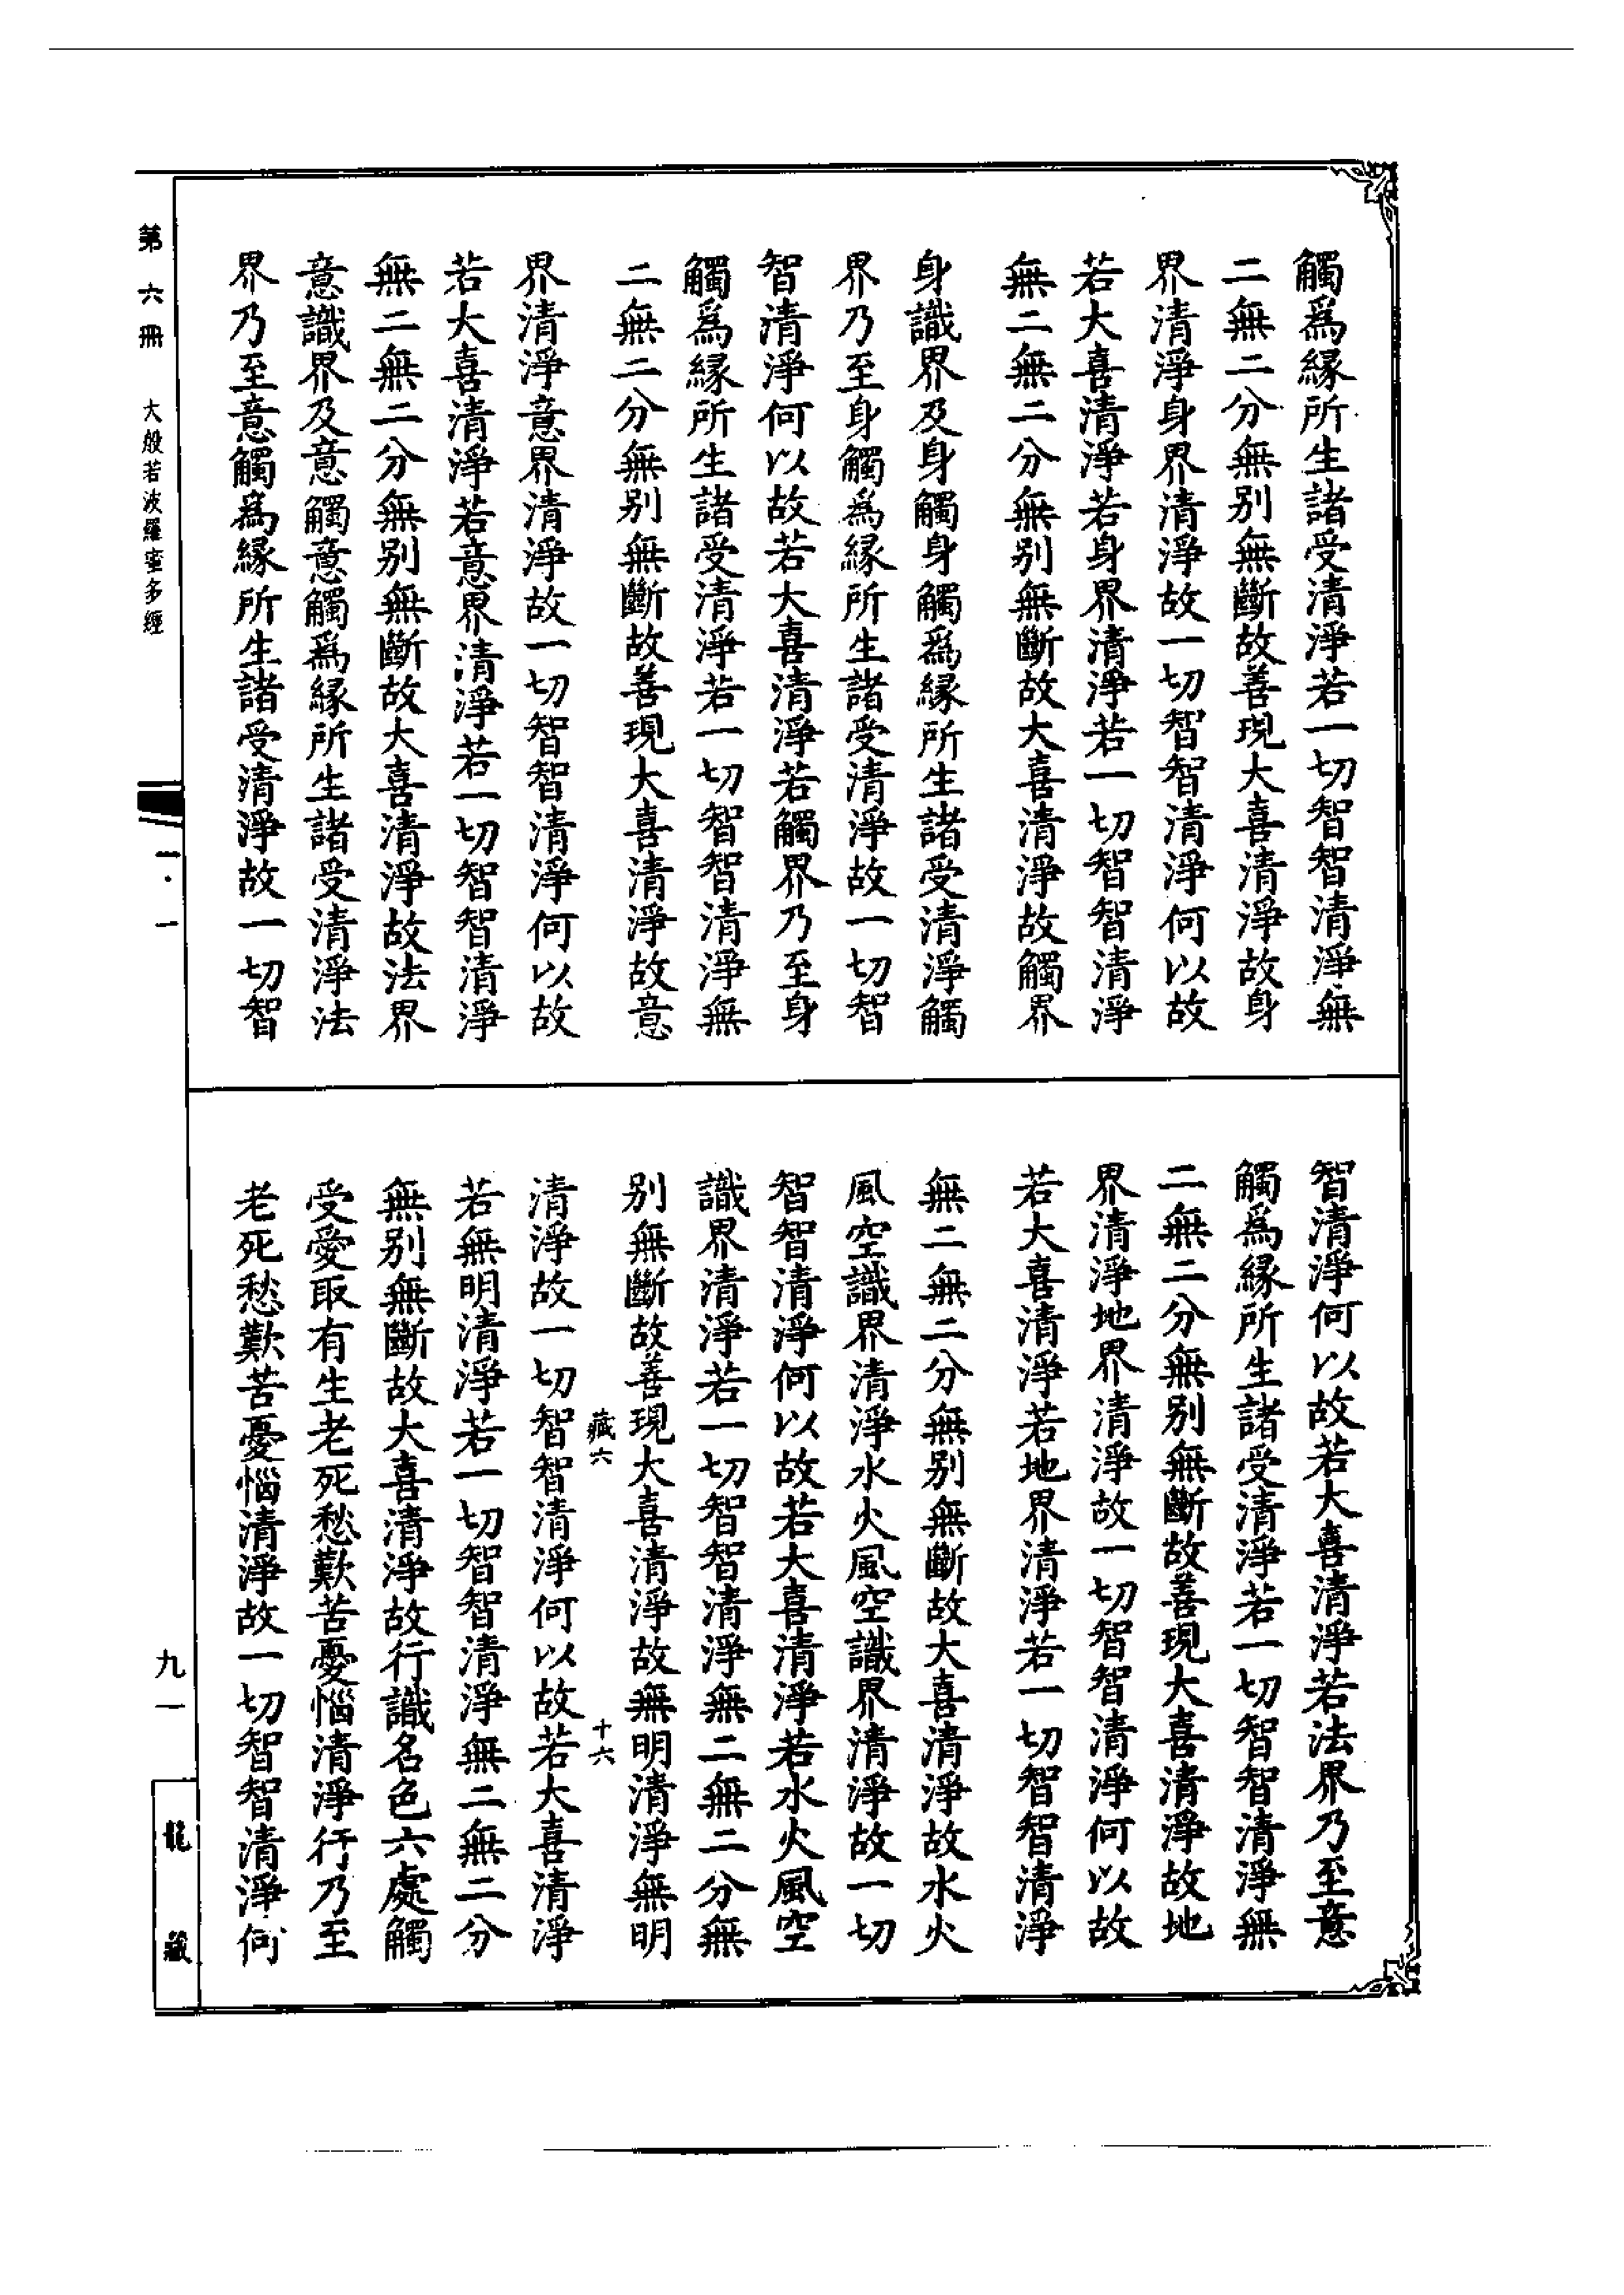 觸爲緣所生諸受清淨若一切智智清淨無
二無二分無別無斷故善現大喜清淨故身
界清淨身界清淨故一切智智清淨何以故
若大喜清淨若身界清淨若一切智智清淨
無二無二分無別無斷故大喜清淨故觸界
身識界及身觸身觸爲緣所生諸受清淨觸
界乃至身觸爲緣所生諸受清淨故一切智
智清淨何以故若大喜清淨若觸界乃至身
觸爲緣所生諸受清淨若一切智智清淨無
二無二分無別無斷故善現大喜清淨故意
界清淨意界清淨故一切智智清淨何以故
若大喜清淨若意界清淨若一切智智清淨
無二無二分無別無斷故大喜清淨故法界
意識界及意觸意觸爲緣所生諸受清淨法
界乃至意觸爲緣所生諸受清淨故一切智
智清淨何以故若大喜清淨若法界乃至意
觸爲緣所生諸受清淨若一切智智清淨無
二無二分無別無斷故善現大喜清淨故地
界清淨地界清淨故一切智智清淨何以故
若大喜清淨若地界清淨若一切智智清淨
無二無二分無別無斷故大喜清淨故水火
風空識界清淨水火風空識界清淨故一切
智智清淨何以故若大喜清淨若水火風空
識界清淨若一切智智清淨無二無二分無
別無斷故善現大喜清淨故無明清淨無明
藏六 十六
清淨故一切智智清淨何以故若大喜清淨
若無明清淨若一切智智清淨無二無二分
無別無斷故大喜清淨故行識名色六處觸
受愛取有生老死愁歎苦憂惱清淨行乃至
老死愁歎苦憂惱清淨故一切智智清淨何
第六冊 大般若波羅蜜多經 一·一
九一
龍藏